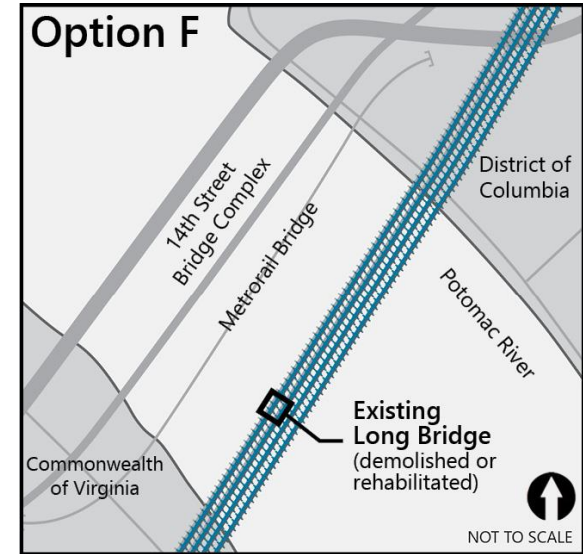 Option F
14th Street
Bridge Complex
Metrorail Bridge
District of
Columbia
Potomac River
Existing
Long Bridge
(demolished or
rehabilitated)
Commonwealth
of Virginia
NOT TO SCALE